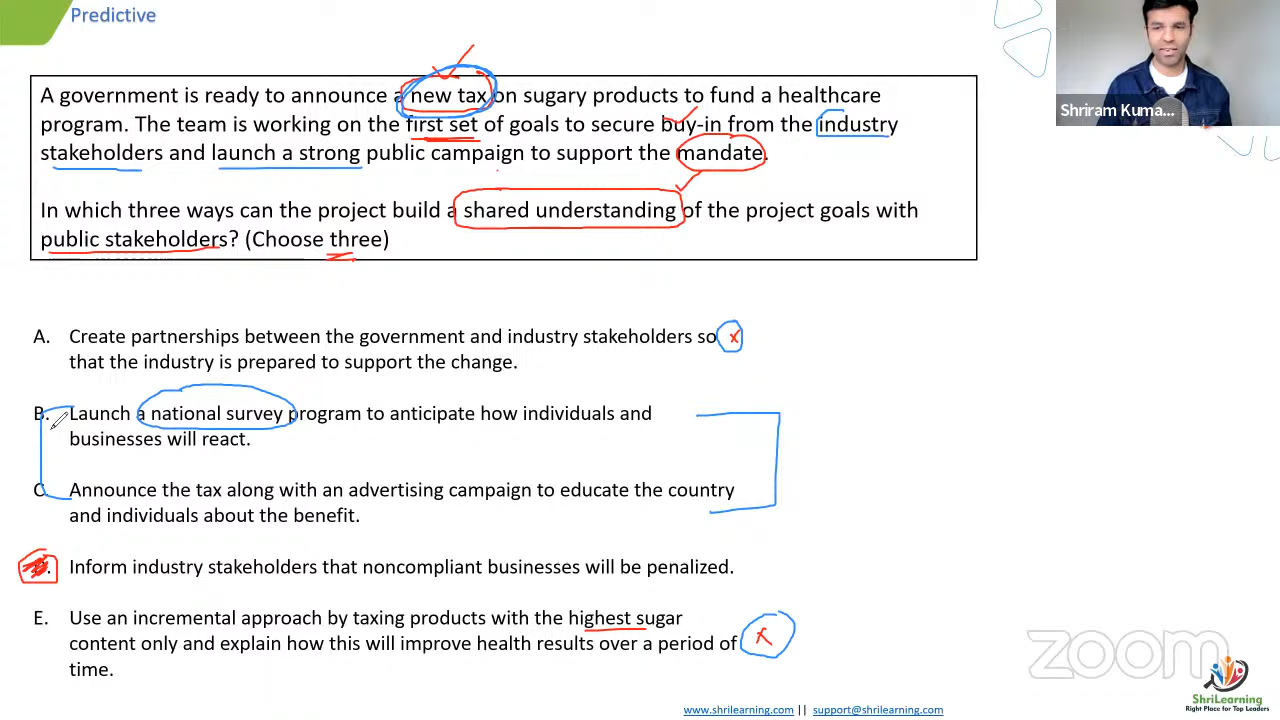 Predictive
Shriram Kuma...
A government is ready to announce a new tax on sugary products to fund a healthcare
program. The team is working on the first set of goals to secure buy-in from the industry
stakeholders and launch a strong public campaign to support the mandate.
In which three ways can the project build a shared understanding of the project goals with
public stakeholders? (Choose three)
A. Create partnerships between the government and industry stakeholders so x
that the industry is prepared to support the change.
B. Launch a national survey program to anticipate how individuals and
businesses will react.
C. Announce the tax along with an advertising campaign to educate the country
and individuals about the benefit.
Inform industry stakeholders that noncompliant businesses will be penalized.
E. Use an incremental approach by taxing products with the highest sugar
content only and explain how this will improve health results over a period of x
time.
zoom
ShriLearning
Right Place for Top Leaders
www.shrilearning.com || support@shrilearning.com